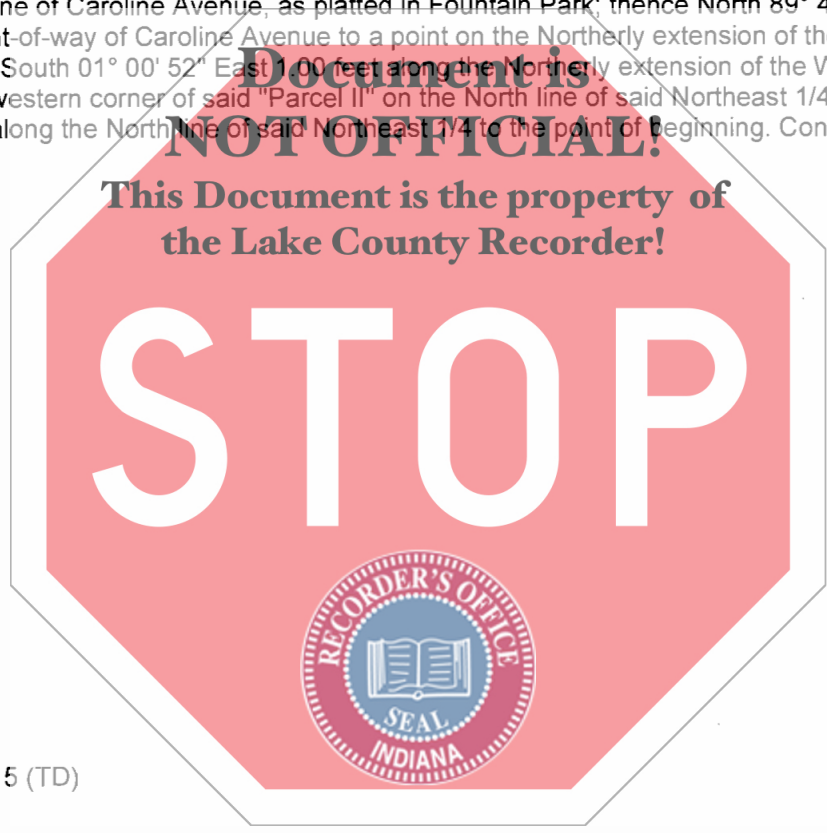 ne of Caroline Avenue, as platted in Fountain Park; thence North 89° 4
t-of-way of Caroline Avenue to a point on the Northerly extension of th
South 01° 00' 52" East 1.00 feet along the Northerly extension of the W
western corner of said "Parcel II" on the North line of said Northeast 1/4
long the North line of said Northeast 1/4 to the point of beginning. Con
Document is
NOT OFFICIAL!
This Document is the property of
the Lake County Recorder!
STOP
RECORDER'S OFFICE
SEAL
INDIANA
5 (TD)